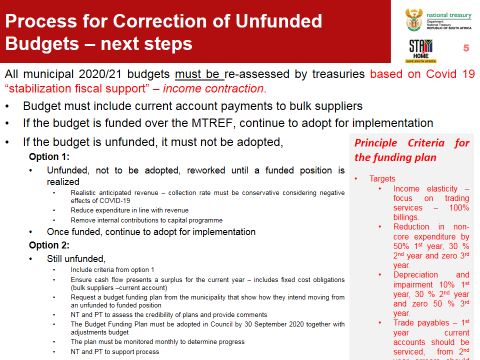 Process for Correction of Unfunded
Budgets – next steps
national treasury
Department:
National Treasury
REPUBLIC OF SOUTH AFRICA
HOME
5
All municipal 2020/21 budgets must be re-assessed by treasuries based on Covid 19
“stabilization fiscal support” – income contraction.
• Budget must include current account payments to bulk suppliers
• If the budget is funded over the MTREF, continue to adopt for implementation
• If the budget is unfunded, it must not be adopted,
Option 1:
• Unfunded, not to be adopted, reworked until a funded position is
realized
• Realistic anticipated revenue – collection rate must be conservative considering negative
effects of COVID-19
• Reduce expenditure in line with revenue
• Remove internal contributions to capital programme
• Once funded, continue to adopt for implementation
Option 2:
• Still unfunded,
• Include criteria from option 1
• Ensure cash flow presents a surplus for the current year – includes fixed cost obligations
(bulk suppliers –current account)
• Request a budget funding plan from the municipality that show how they intend moving from
an unfunded to funded position
• NT and PT to assess the credibility of plans and provide comments
• The Budget Funding Plan must be adopted in Council by 30 September 2020 together with
adjustments budget
• The plan must be monitored monthly to determine progress
• NT and PT to support process
Principle Criteria for
the funding plan
• Targets
• Income elasticity –
focus on trading
services – 100%
billings.
• Reduction in non-
core expenditure by
50% 1st year, 30 %
2nd year and zero 3rd
year.
• Depreciation and
impairment 10% 1st
year, 30 % 2nd year
and zero 50 % 3rd
year.
• Trade payables – 1st
year current
accounts should be
serviced, from 2nd